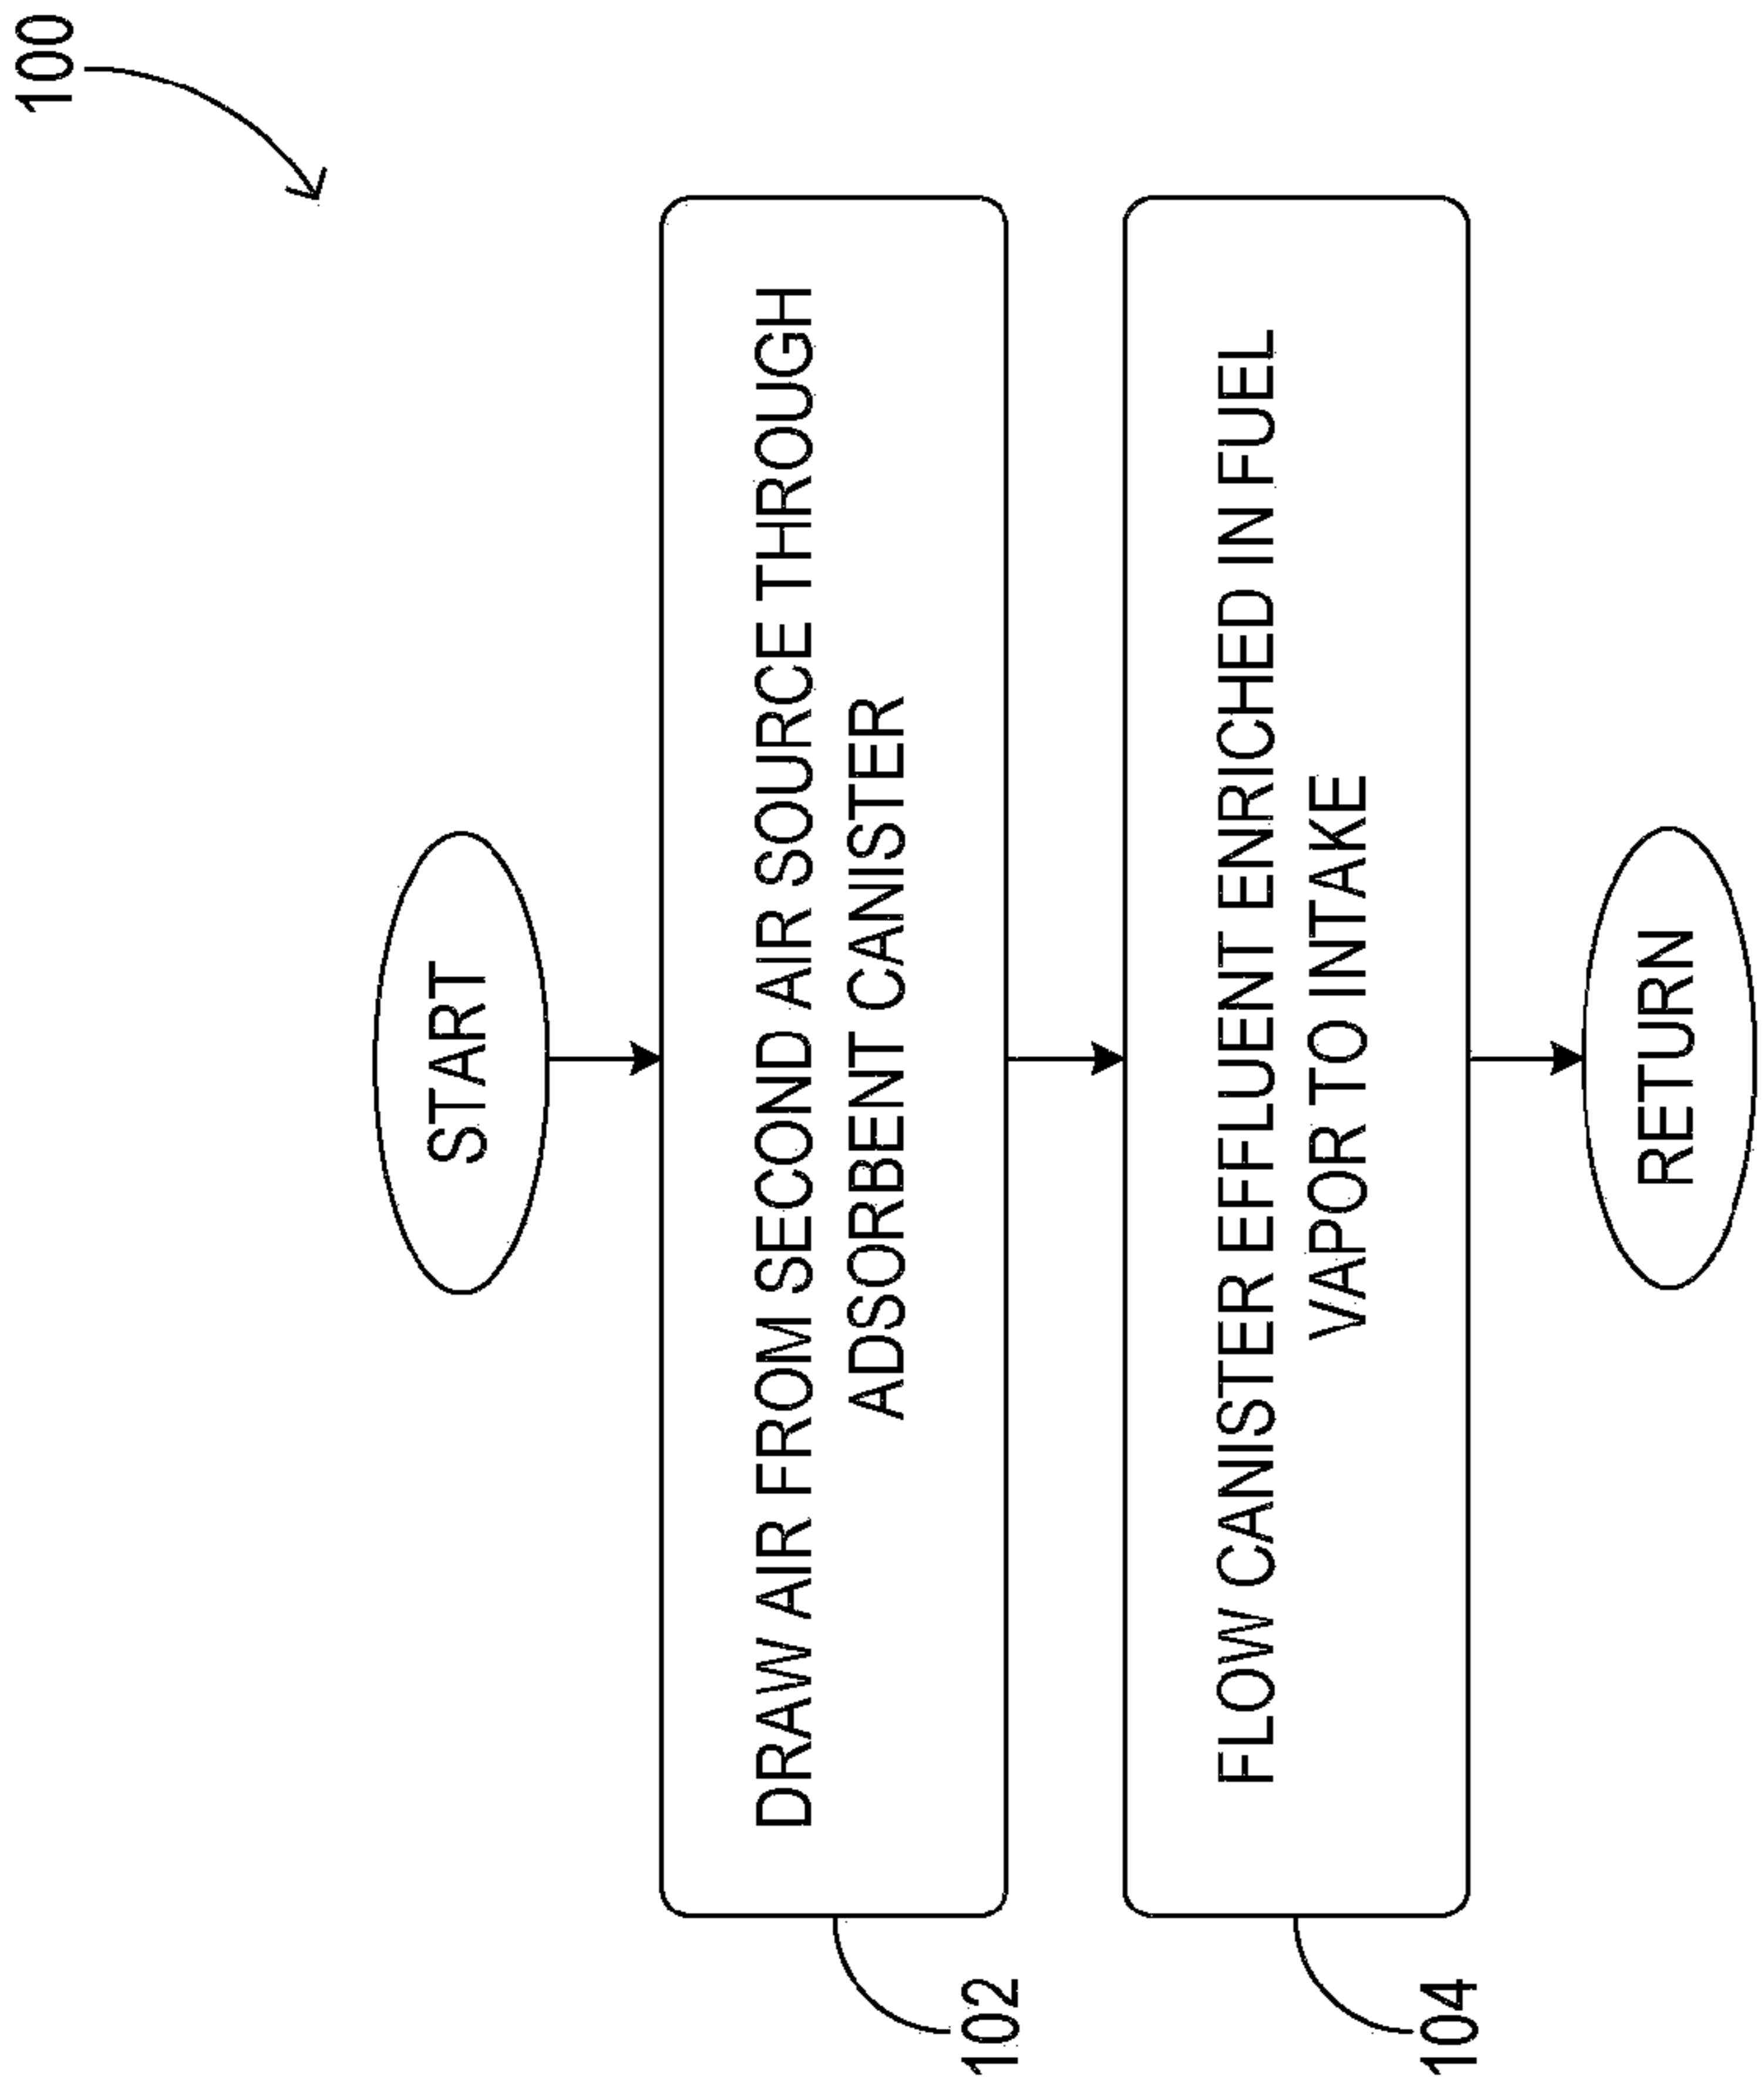 100
START
DRAW AIR FROM SECOND AIR SOURCE THROUGH
ADSORBENT CANISTER
102
FLOW CANISTER EFFLUENT ENRICHED IN FUEL
VAPOR TO INTAKE
104
RETURN